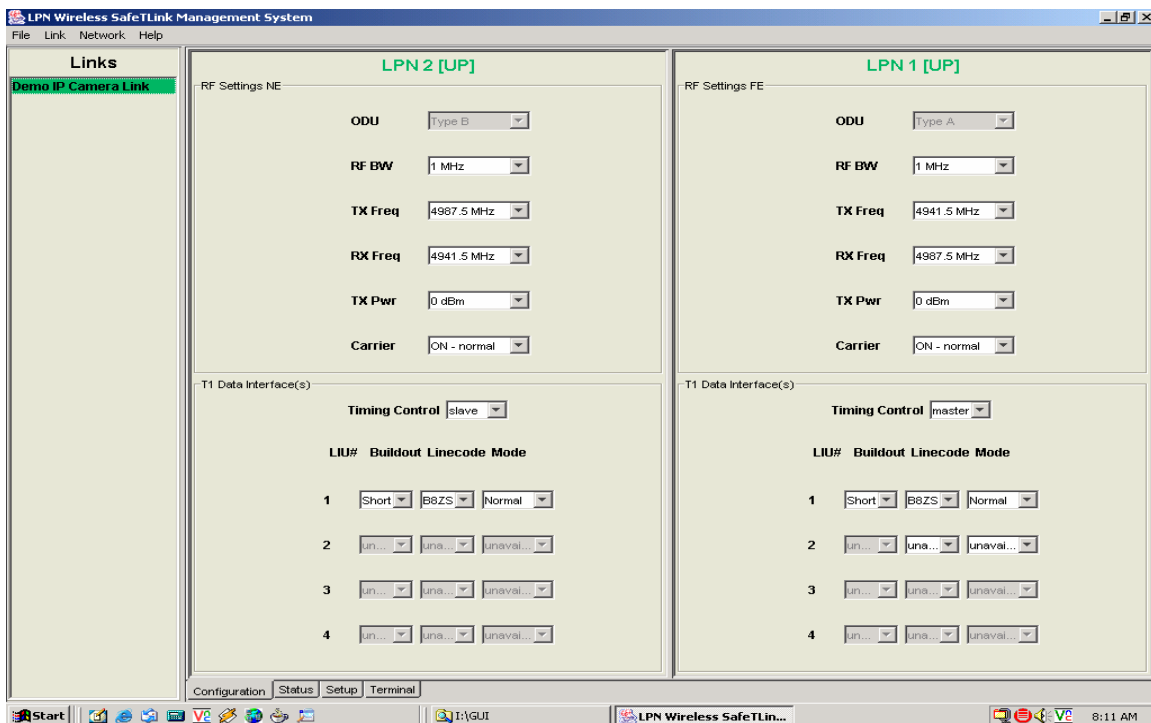 LPN Wireless SafeTLink Management System
File Link Network Help
Links
Demo IP Camera Link
LPN 2 [UP]
RF Settings NE
ODU Type B
RF BW 1 MHz
TX Freq 4987.5 MHz
RX Freq 4941.5 MHz
TX Pwr 0 dBm
Carrier ON - normal
T1 Data Interface(s)
Timing Control slave
LIU# Buildout Linecode Mode
1 Short B8ZS Normal
2 un... una... unavai...
3 un... una... unavai...
4 un... una... unavai...
LPN 1 [UP]
RF Settings FE
ODU Type A
RF BW 1 MHz
TX Freq 4941.5 MHz
RX Freq 4987.5 MHz
TX Pwr 0 dBm
Carrier ON - normal
T1 Data Interface(s)
Timing Control master
LIU# Buildout Linecode Mode
1 Short B8ZS Normal
2 un... una... unavai...
3 un... una... unavai...
4 un... una... unavai...
Configuration Status Setup Terminal
Start I:\GUI LPN Wireless SafeTLin... 8:11 AM